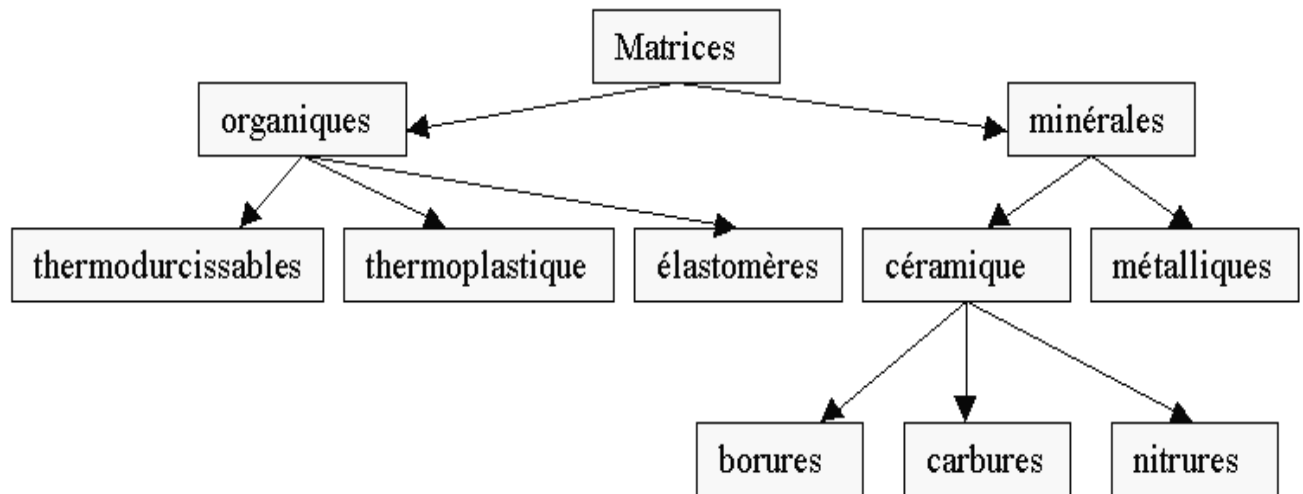 Matrices
organiques
minérales
thermodurcissables
thermoplastique
élastomères
céramique
métalliques
borures
carbures
nitrures